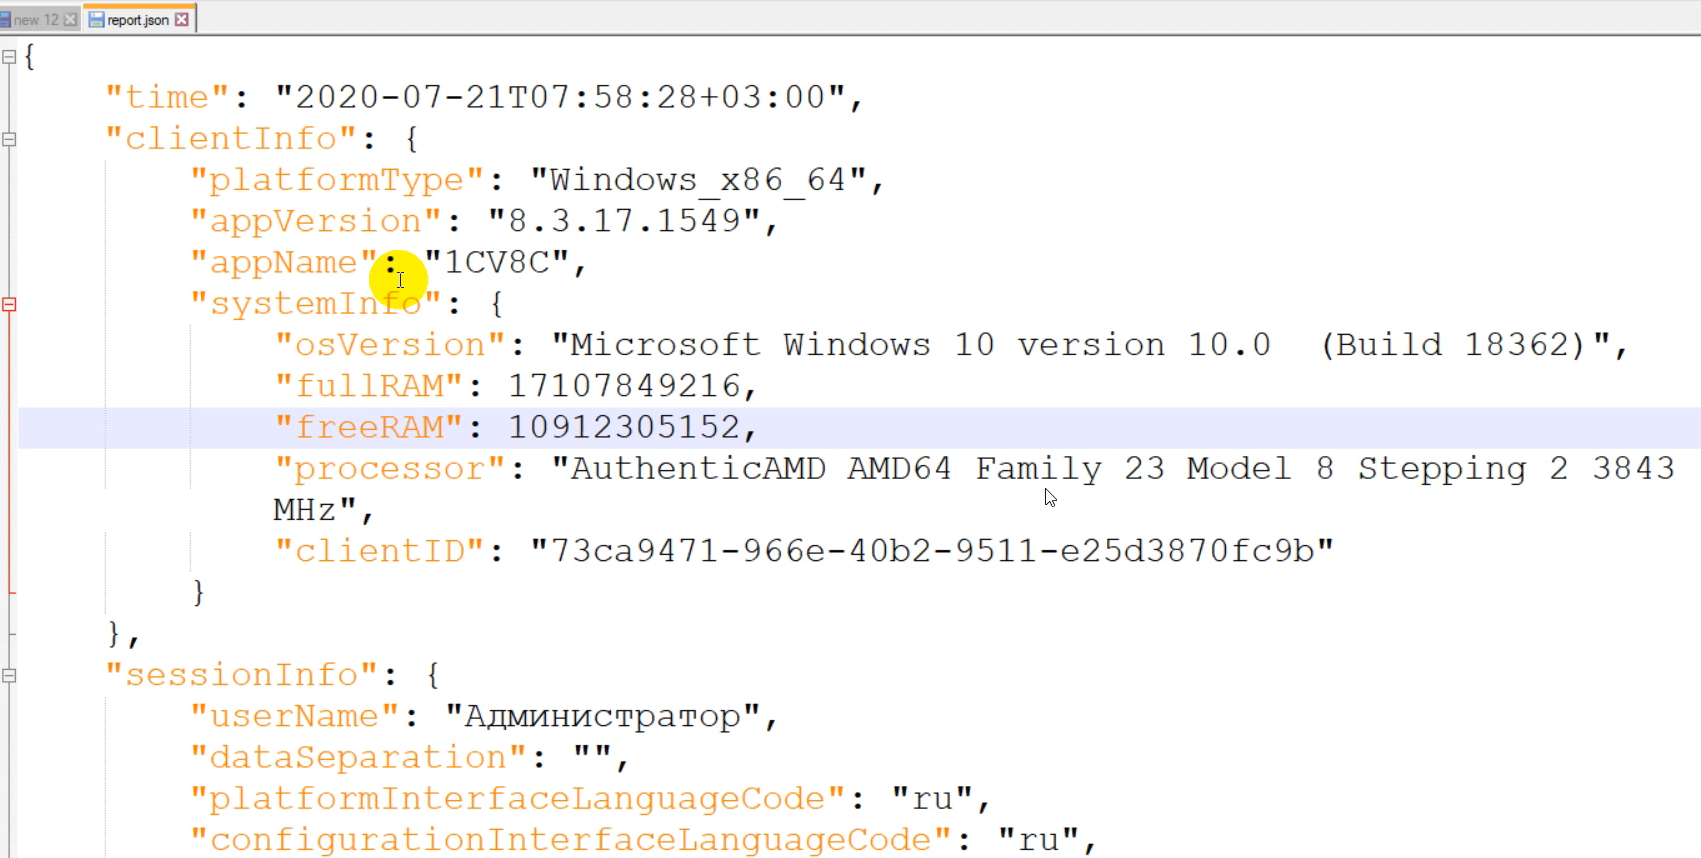 new 12
report.json
{
"time": "2020-07-21T07:58:28+03:00",
"clientInfo": {
"platformType": "Windows_x86_64",
"appVersion": "8.3.17.1549",
"appName": "1CV8C",
"systemInfo": {
"osVersion": "Microsoft Windows 10 version 10.0  (Build 18362)",
"fullRAM": 17107849216,
"freeRAM": 10912305152,
"processor": "AuthenticAMD AMD64 Family 23 Model 8 Stepping 2 3843
MHz",
"clientID": "73ca9471-966e-40b2-9511-e25d3870fc9b"
}
},
"sessionInfo": {
"userName": "Администратор",
"dataSeparation": "",
"platformInterfaceLanguageCode": "ru",
"configurationInterfaceLanguageCode": "ru",